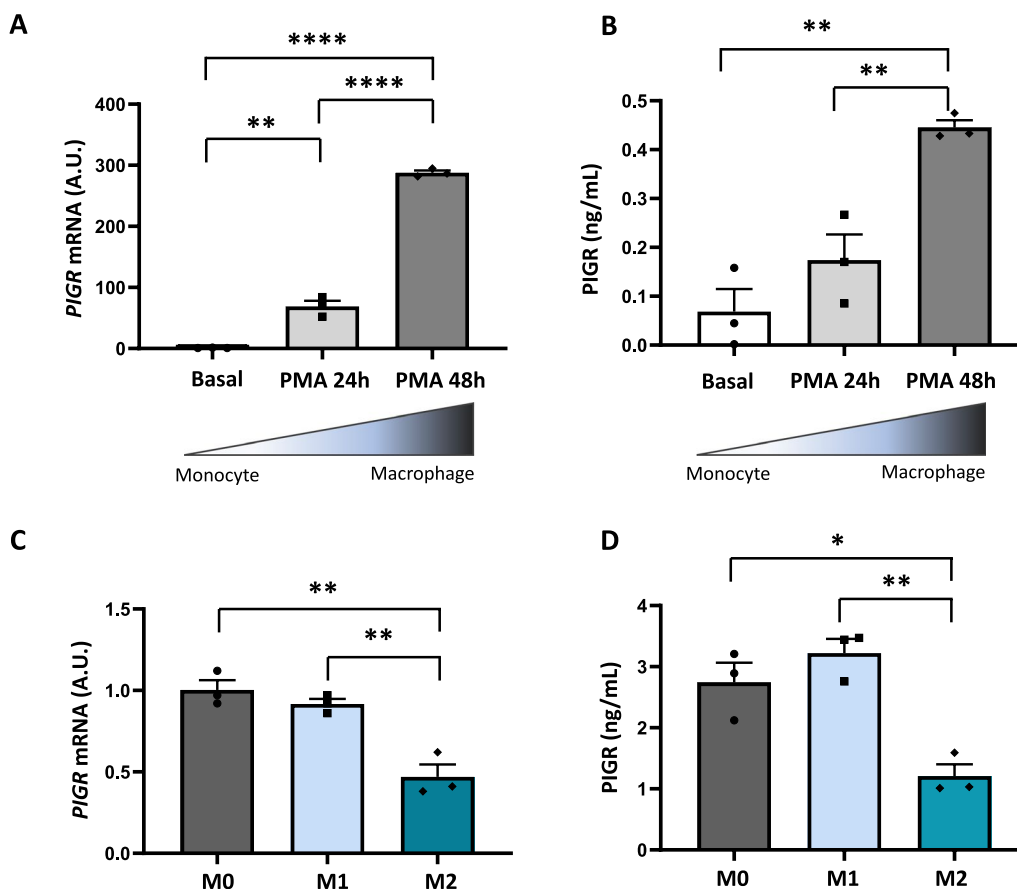 A
****
****
**
PIGR mRNA (A.U.)
400
300
200
100
0
Basal
PMA 24h
PMA 48h
Monocyte
Macrophage
B
**
**
PIGR (ng/mL)
0.5
0.4
0.3
0.2
0.1
0.0
Basal
PMA 24h
PMA 48h
Monocyte
Macrophage
C
**
**
PIGR mRNA (A.U.)
1.5
1.0
0.5
0.0
M0
M1
M2
D
*
**
PIGR (ng/mL)
4
3
2
1
0
M0
M1
M2